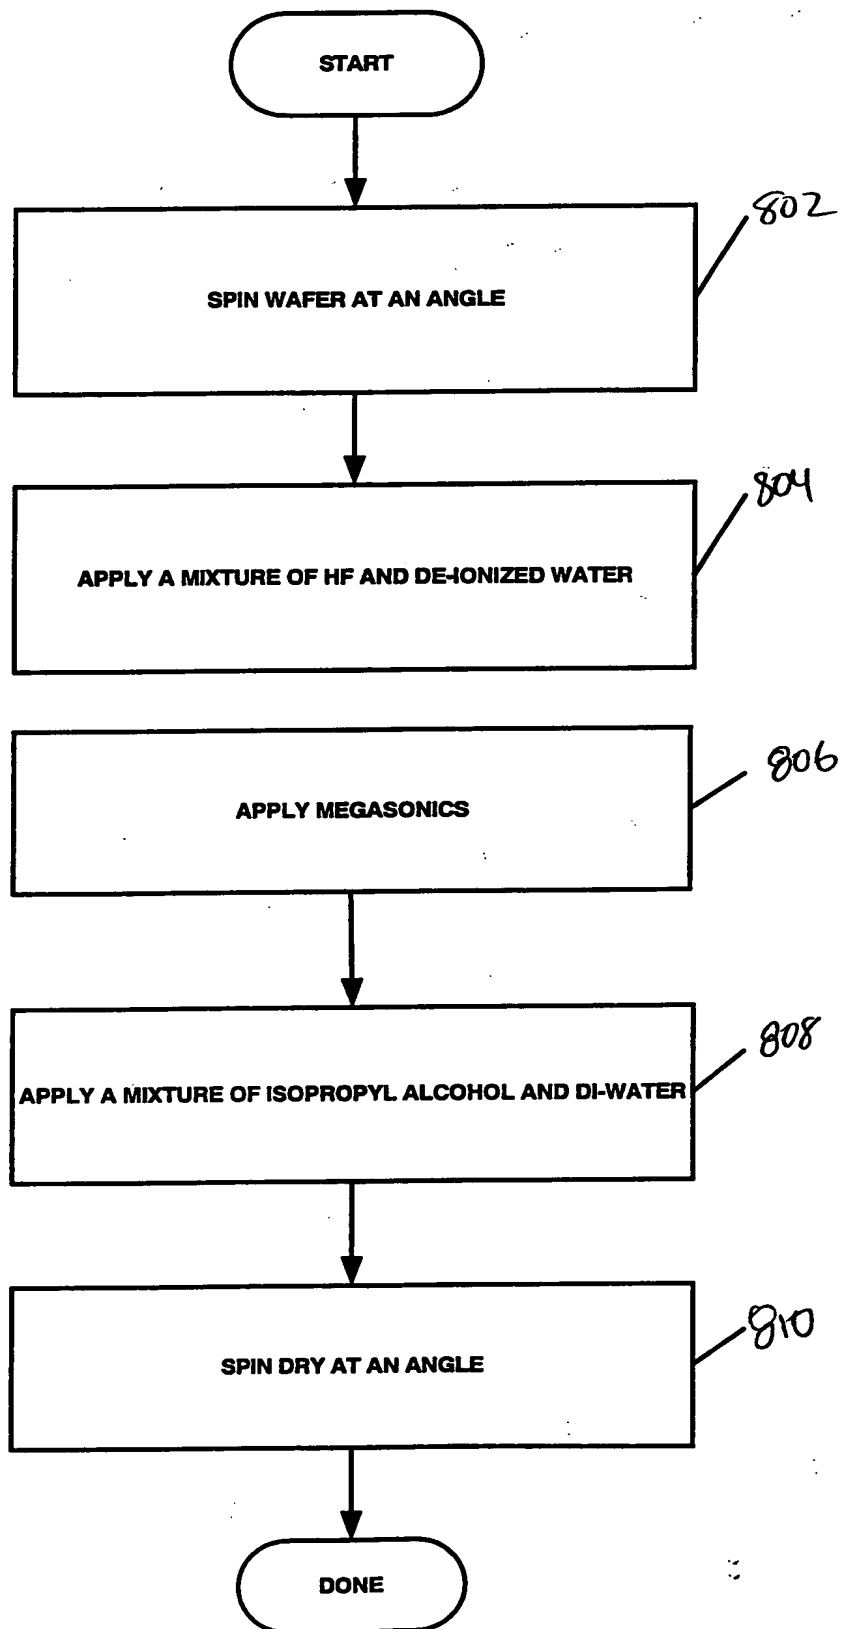 START
802
SPIN WAFER AT AN ANGLE
804
APPLY A MIXTURE OF HF AND DE-IONIZED WATER
806
APPLY MEGASONICS
808
APPLY A MIXTURE OF ISOPROPYL ALCOHOL AND DI-WATER
810
SPIN DRY AT AN ANGLE
DONE